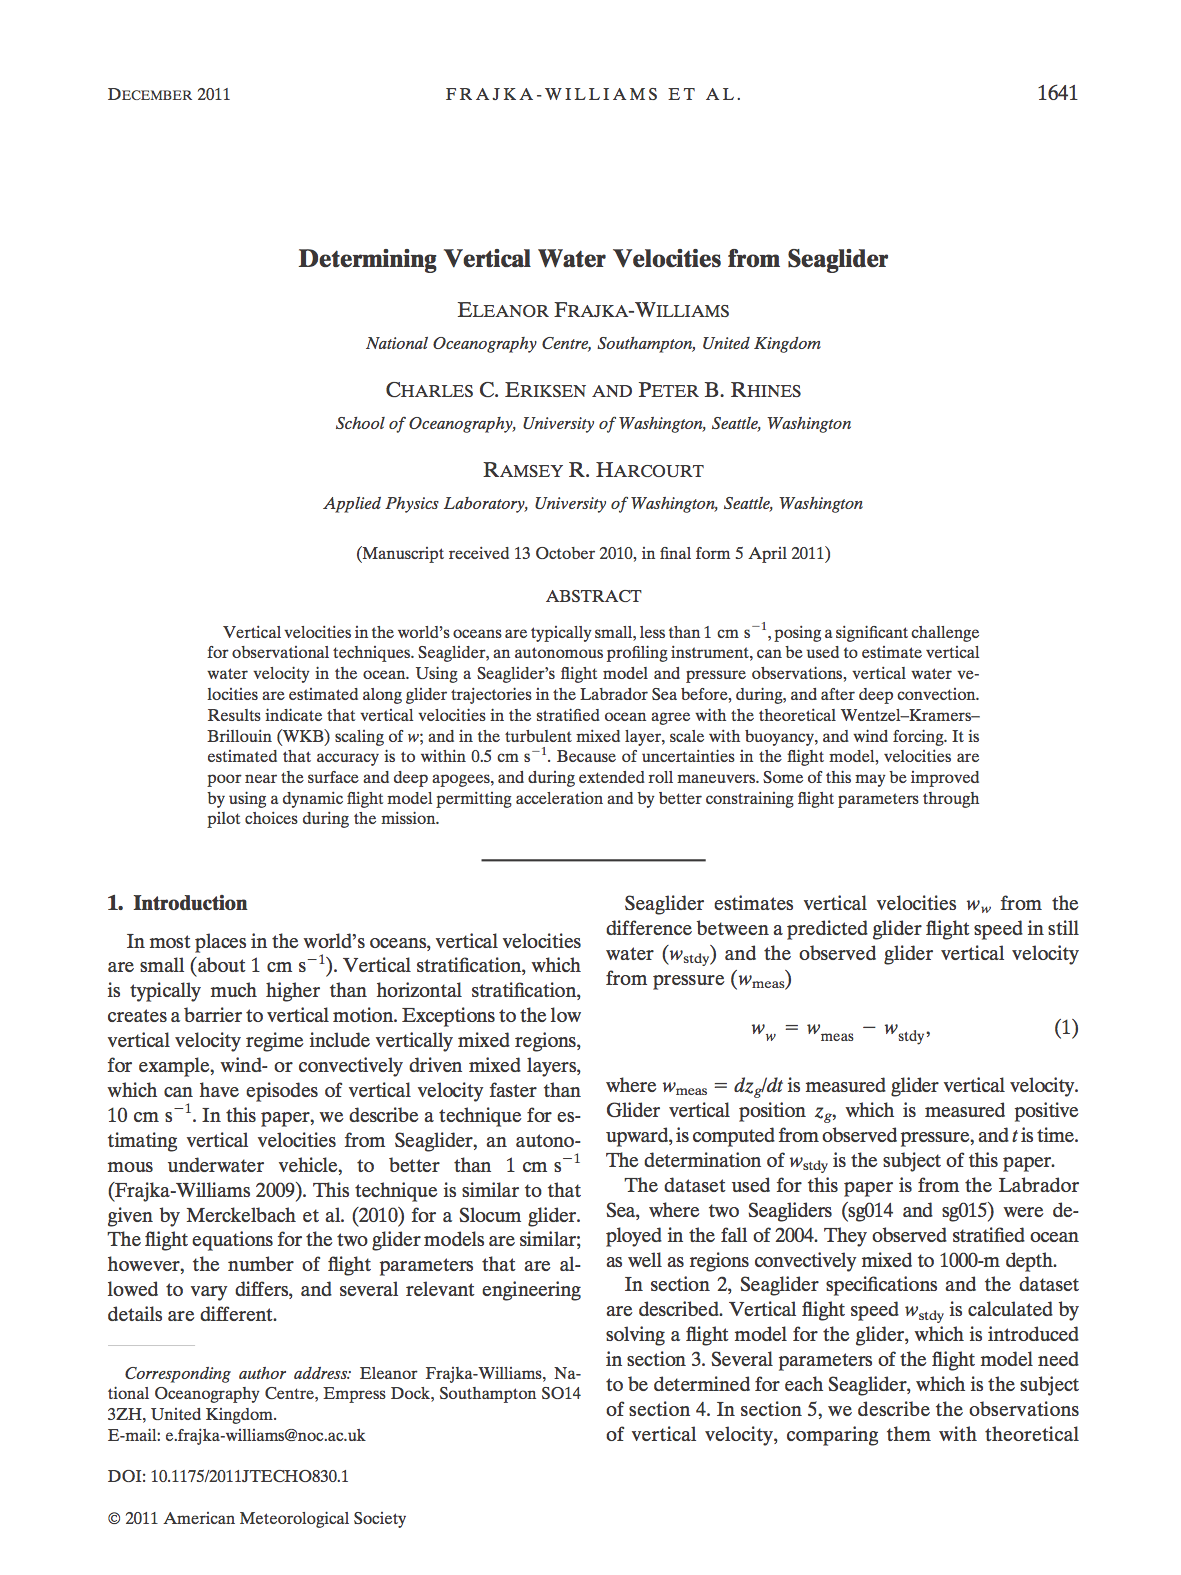 DECEMBER 2011
FRAJKA-WILLIAMS ET AL.
1641
Determining Vertical Water Velocities from Seaglider
ELEANOR FRAJKA-WILLIAMS
National Oceanography Centre, Southampton, United Kingdom
CHARLES C. ERIKSEN AND PETER B. RHINES
School of Oceanography, University of Washington, Seattle, Washington
RAMSEY R. HARCOURT
Applied Physics Laboratory, University of Washington, Seattle, Washington
(Manuscript received 13 October 2010, in final form 5 April 2011)
ABSTRACT
Vertical velocities in the world's oceans are typically small, less than 1 cm s⁻¹, posing a significant challenge
for observational techniques. Seaglider, an autonomous profiling instrument, can be used to estimate vertical
water velocity in the ocean. Using a Seaglider's flight model and pressure observations, vertical water ve-
locities are estimated along glider trajectories in the Labrador Sea before, during, and after deep convection.
Results indicate that vertical velocities in the stratified ocean agree with the theoretical Wentzel–Kramers–
Brillouin (WKB) scaling of w; and in the turbulent mixed layer, scale with buoyancy, and wind forcing. It is
estimated that accuracy is to within 0.5 cm s⁻¹. Because of uncertainties in the flight model, velocities are
poor near the surface and deep apogees, and during extended roll maneuvers. Some of this may be improved
by using a dynamic flight model permitting acceleration and by better constraining flight parameters through
pilot choices during the mission.
1. Introduction
In most places in the world's oceans, vertical velocities
are small (about 1 cm s⁻¹). Vertical stratification, which
is typically much higher than horizontal stratification,
creates a barrier to vertical motion. Exceptions to the low
vertical velocity regime include vertically mixed regions,
for example, wind- or convectively driven mixed layers,
which can have episodes of vertical velocity faster than
10 cm s⁻¹. In this paper, we describe a technique for es-
timating vertical velocities from Seaglider, an autono-
mous underwater vehicle, to better than 1 cm s⁻¹
(Frajka-Williams 2009). This technique is similar to that
given by Merckelbach et al. (2010) for a Slocum glider.
The flight equations for the two glider models are similar;
however, the number of flight parameters that are al-
lowed to vary differs, and several relevant engineering
details are different.
Corresponding author address: Eleanor Frajka-Williams, Na-
tional Oceanography Centre, Empress Dock, Southampton SO14
3ZH, United Kingdom.
E-mail: e.frajka-williams@noc.ac.uk
DOI: 10.1175/2011JTECHO830.1
© 2011 American Meteorological Society
Seaglider estimates vertical velocities w_w from the
difference between a predicted glider flight speed in still
water (w_stdy) and the observed glider vertical velocity
from pressure (w_meas)
w_w = w_meas − w_stdy, (1)
where w_meas = dz_g/dt is measured glider vertical velocity.
Glider vertical position z_g, which is measured positive
upward, is computed from observed pressure, and t is time.
The determination of w_stdy is the subject of this paper.
The dataset used for this paper is from the Labrador
Sea, where two Seagliders (sg014 and sg015) were de-
ployed in the fall of 2004. They observed stratified ocean
as well as regions convectively mixed to 1000-m depth.
In section 2, Seaglider specifications and the dataset
are described. Vertical flight speed w_stdy is calculated by
solving a flight model for the glider, which is introduced
in section 3. Several parameters of the flight model need
to be determined for each Seaglider, which is the subject
of section 4. In section 5, we describe the observations
of vertical velocity, comparing them with theoretical